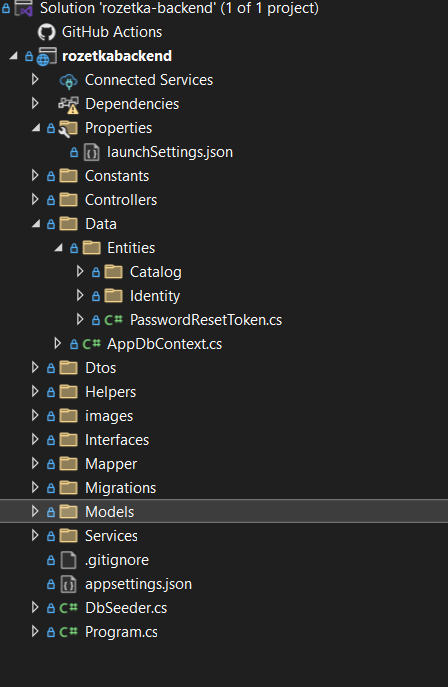 Solution 'rozetka-backend' (1 of 1 project)
GitHub Actions
rozetkabackend
Connected Services
Dependencies
Properties
launchSettings.json
Constants
Controllers
Data
Entities
Catalog
Identity
C# PasswordResetToken.cs
C# AppDbContext.cs
Dtos
Helpers
images
Interfaces
Mapper
Migrations
Models
Services
.gitignore
appsettings.json
C# DbSeeder.cs
C# Program.cs